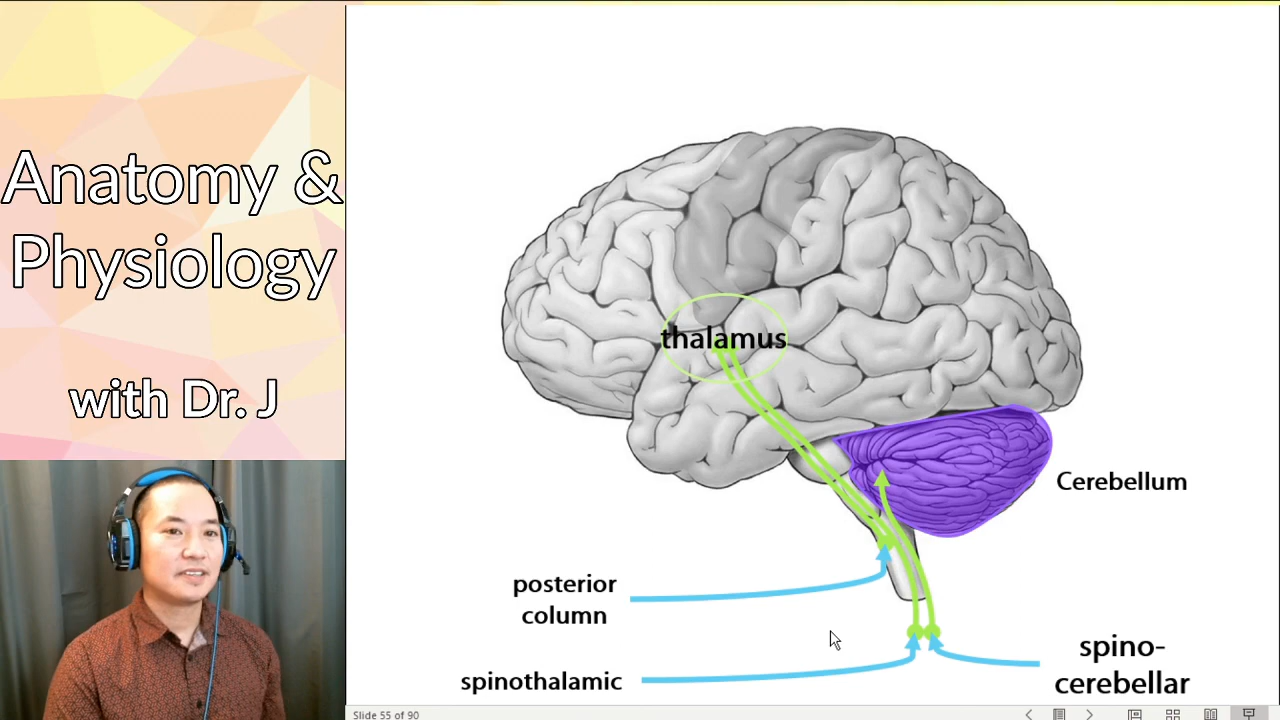 Anatomy &
Physiology
with Dr. J
thalamus
Cerebellum
posterior
column
spinothalamic
spino-
cerebellar
Slide 55 of 90